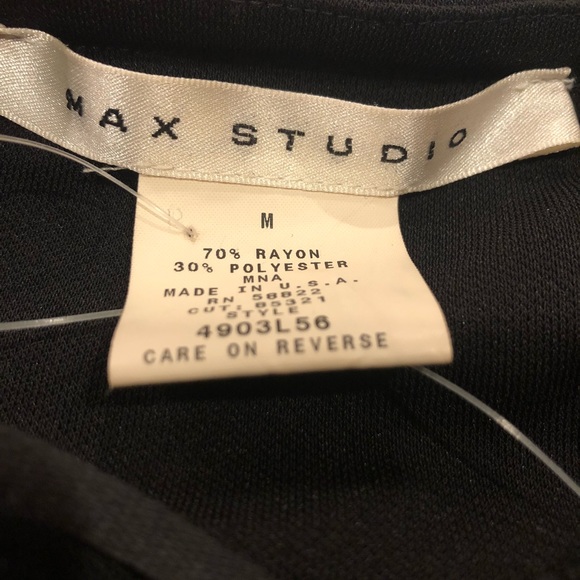 MAX STUDIO
M
70% RAYON
30% POLYESTER
MNA
MADE IN U.S.A.
RN 58822
CUT: 85321
STYLE
4903L56
CARE ON REVERSE